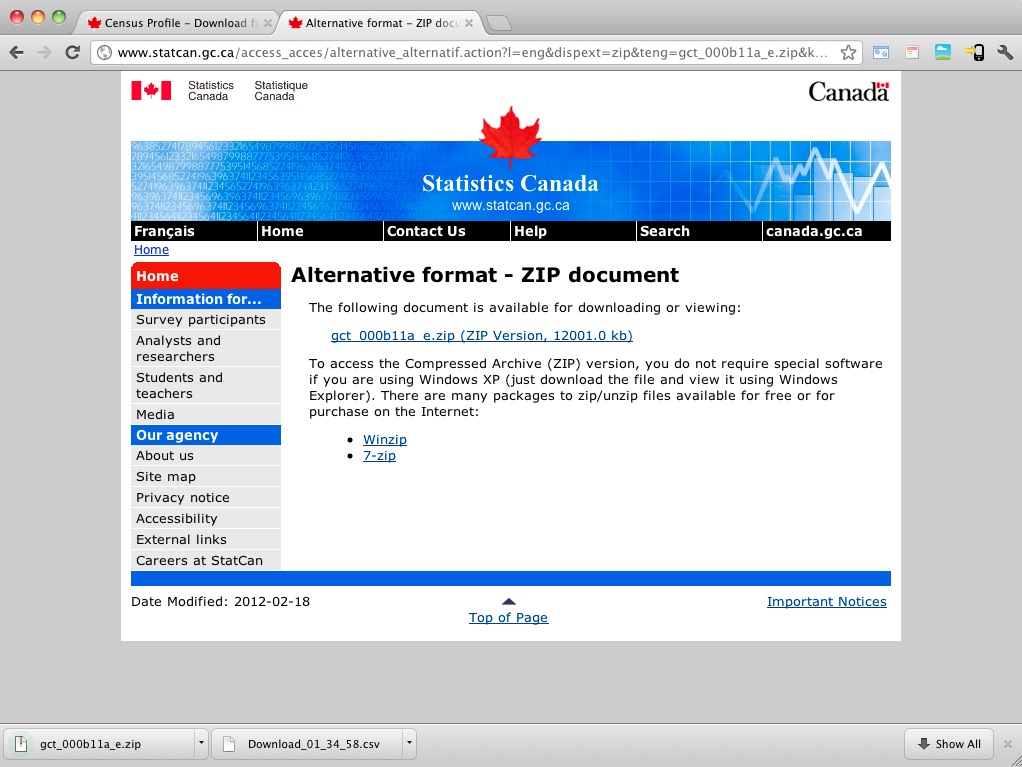 Census Profile – Download fi
Alternative format – ZIP docu
www.statcan.gc.ca/access_acces/alternative_alternatif.action?l=eng&dispext=zip&teng=gct_000b11a_e.zip&k...
Statistics Canada
Statistique Canada
Canada
Statistics Canada
www.statcan.gc.ca
Français Home Contact Us Help Search canada.gc.ca
Home
Home
Information for...
Survey participants
Analysts and
researchers
Students and
teachers
Media
Our agency
About us
Site map
Privacy notice
Accessibility
External links
Careers at StatCan
Alternative format - ZIP document
The following document is available for downloading or viewing:
gct_000b11a_e.zip (ZIP Version, 12001.0 kb)
To access the Compressed Archive (ZIP) version, you do not require special software
if you are using Windows XP (just download the file and view it using Windows
Explorer). There are many packages to zip/unzip files available for free or for
purchase on the Internet:
• Winzip
• 7-zip
Date Modified: 2012-02-18
Top of Page
Important Notices
gct_000b11a_e.zip
Download_01_34_58.csv
Show All